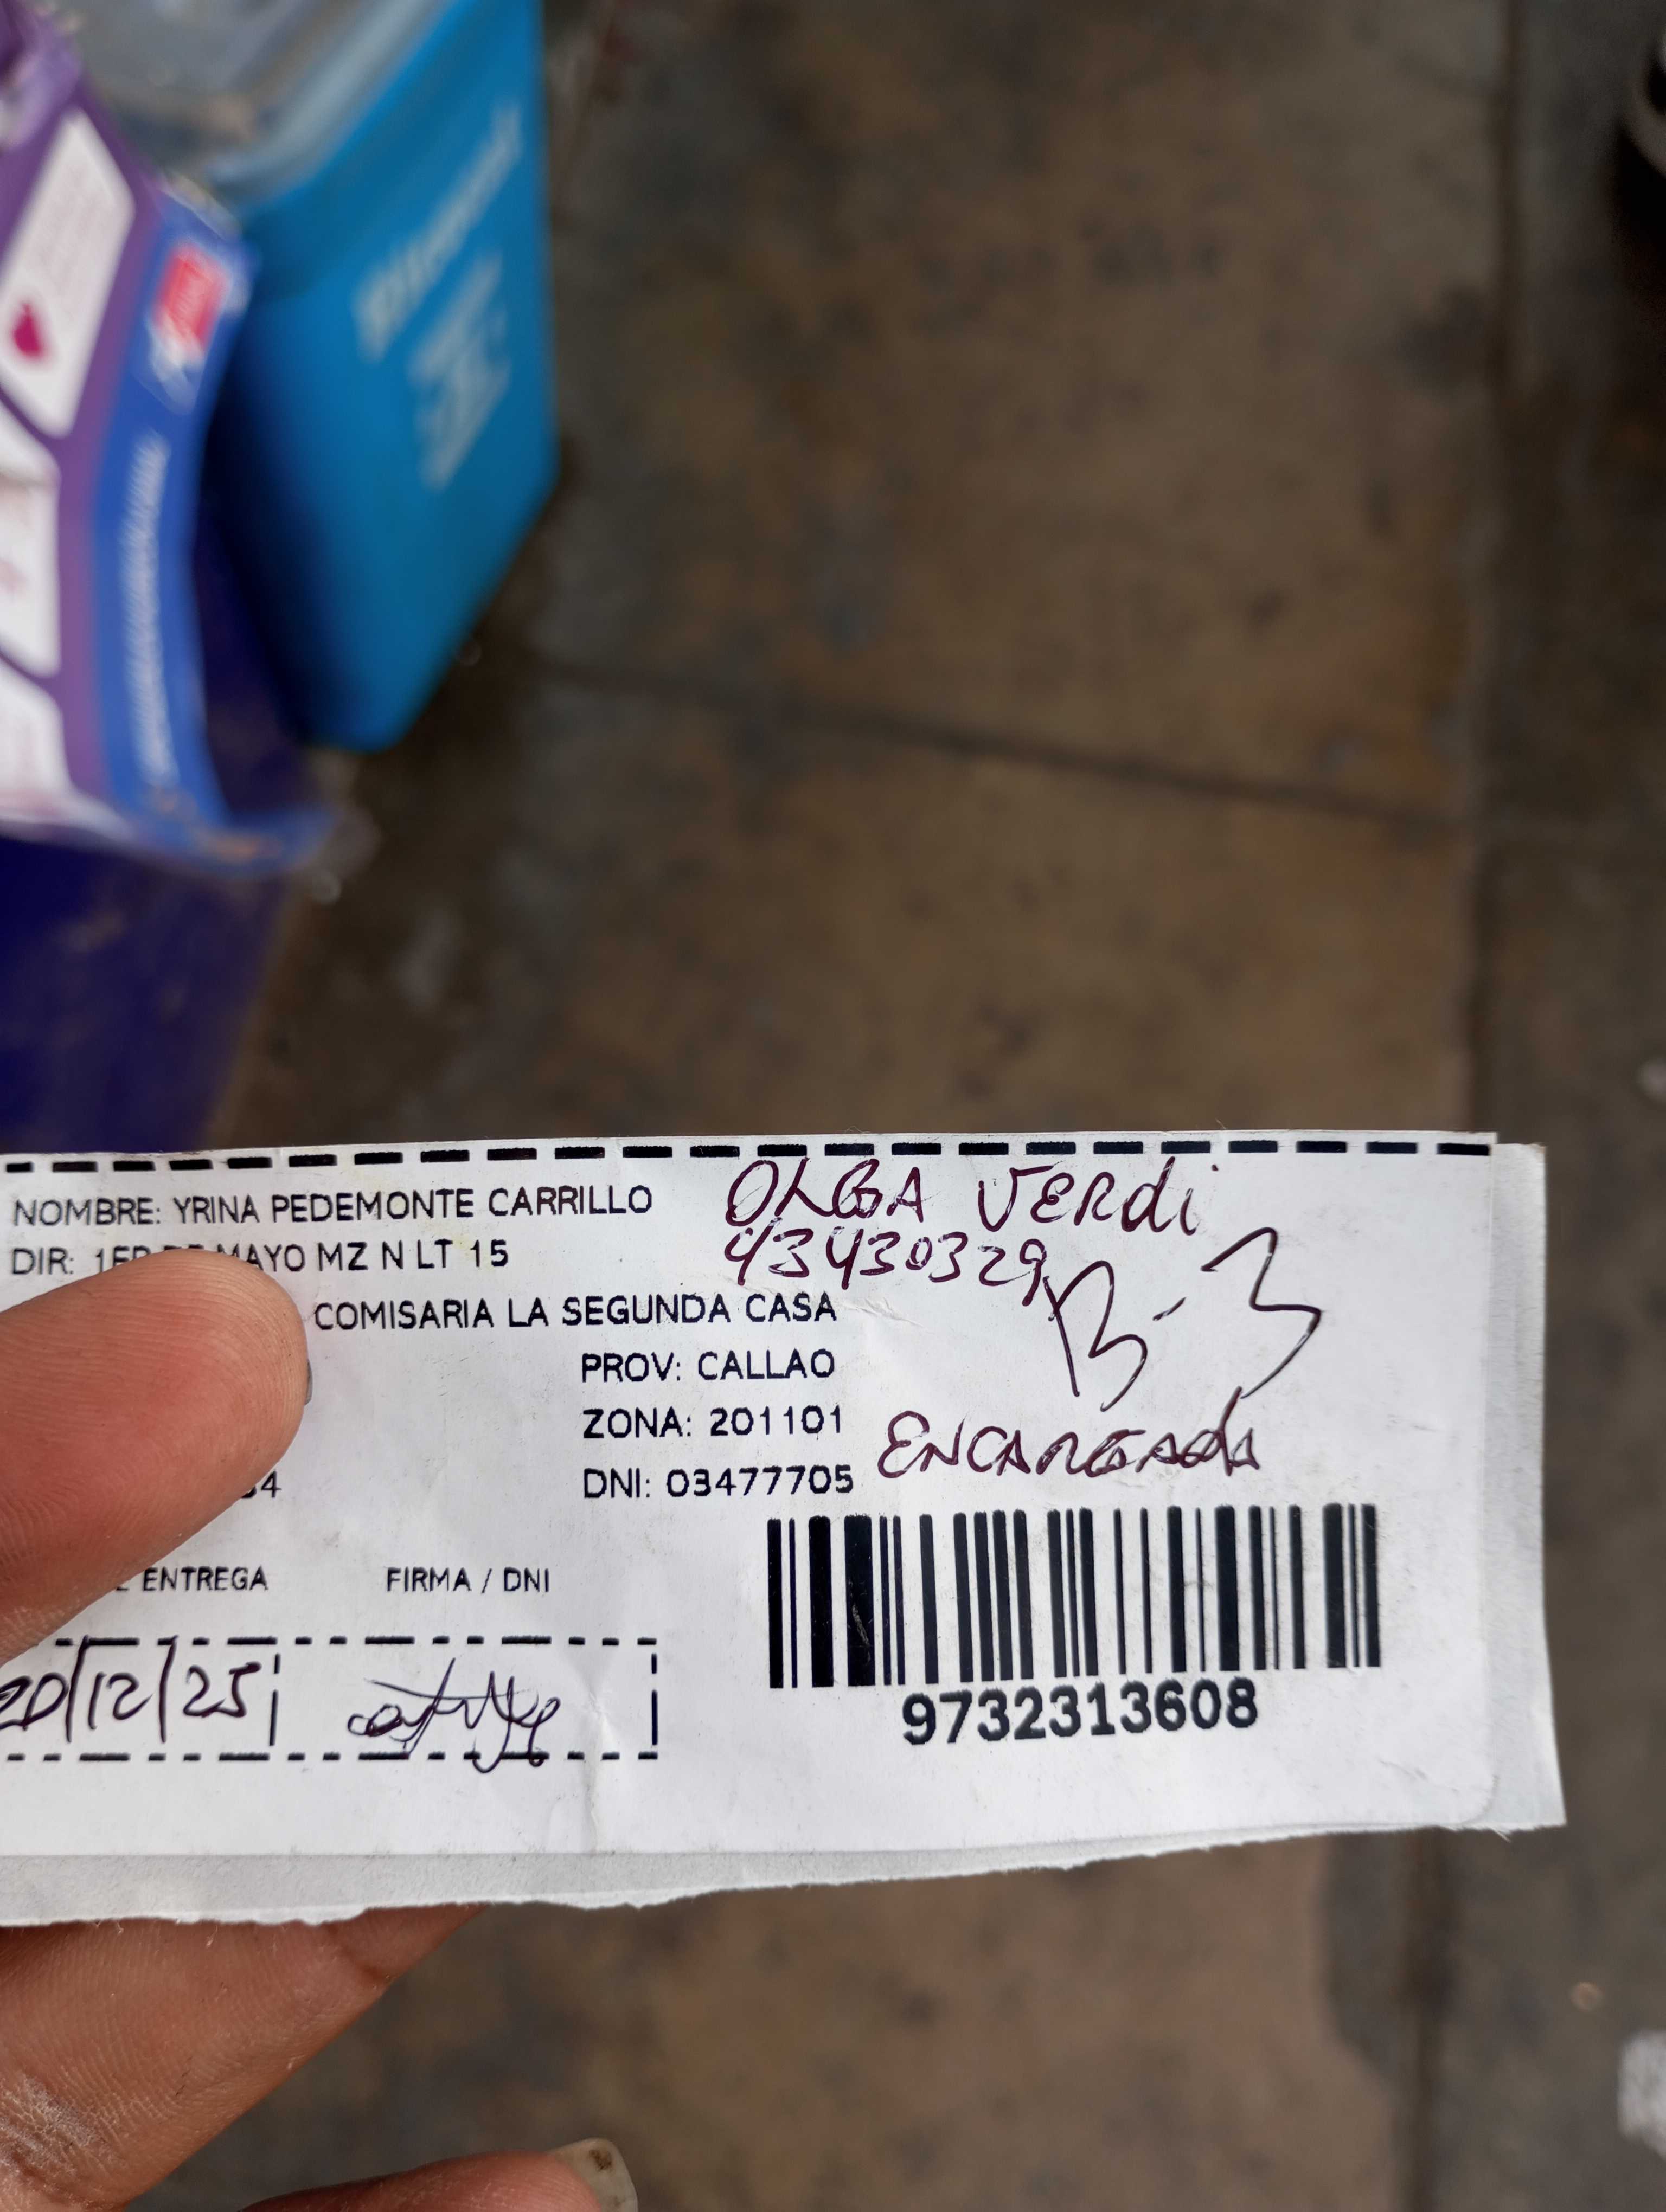 NOMBRE: YRINA PEDEMONTE CARRILLO
OLGA VERDi
DIR: 1ER MAYO MZ N LT 15
43430329
B-3
COMISARIA LA SEGUNDA CASA
PROV: CALLAO
ZONA: 201101
ENCARGADA
DNI: 03477705
ENTREGA
FIRMA / DNI
20/12/25
9732313608